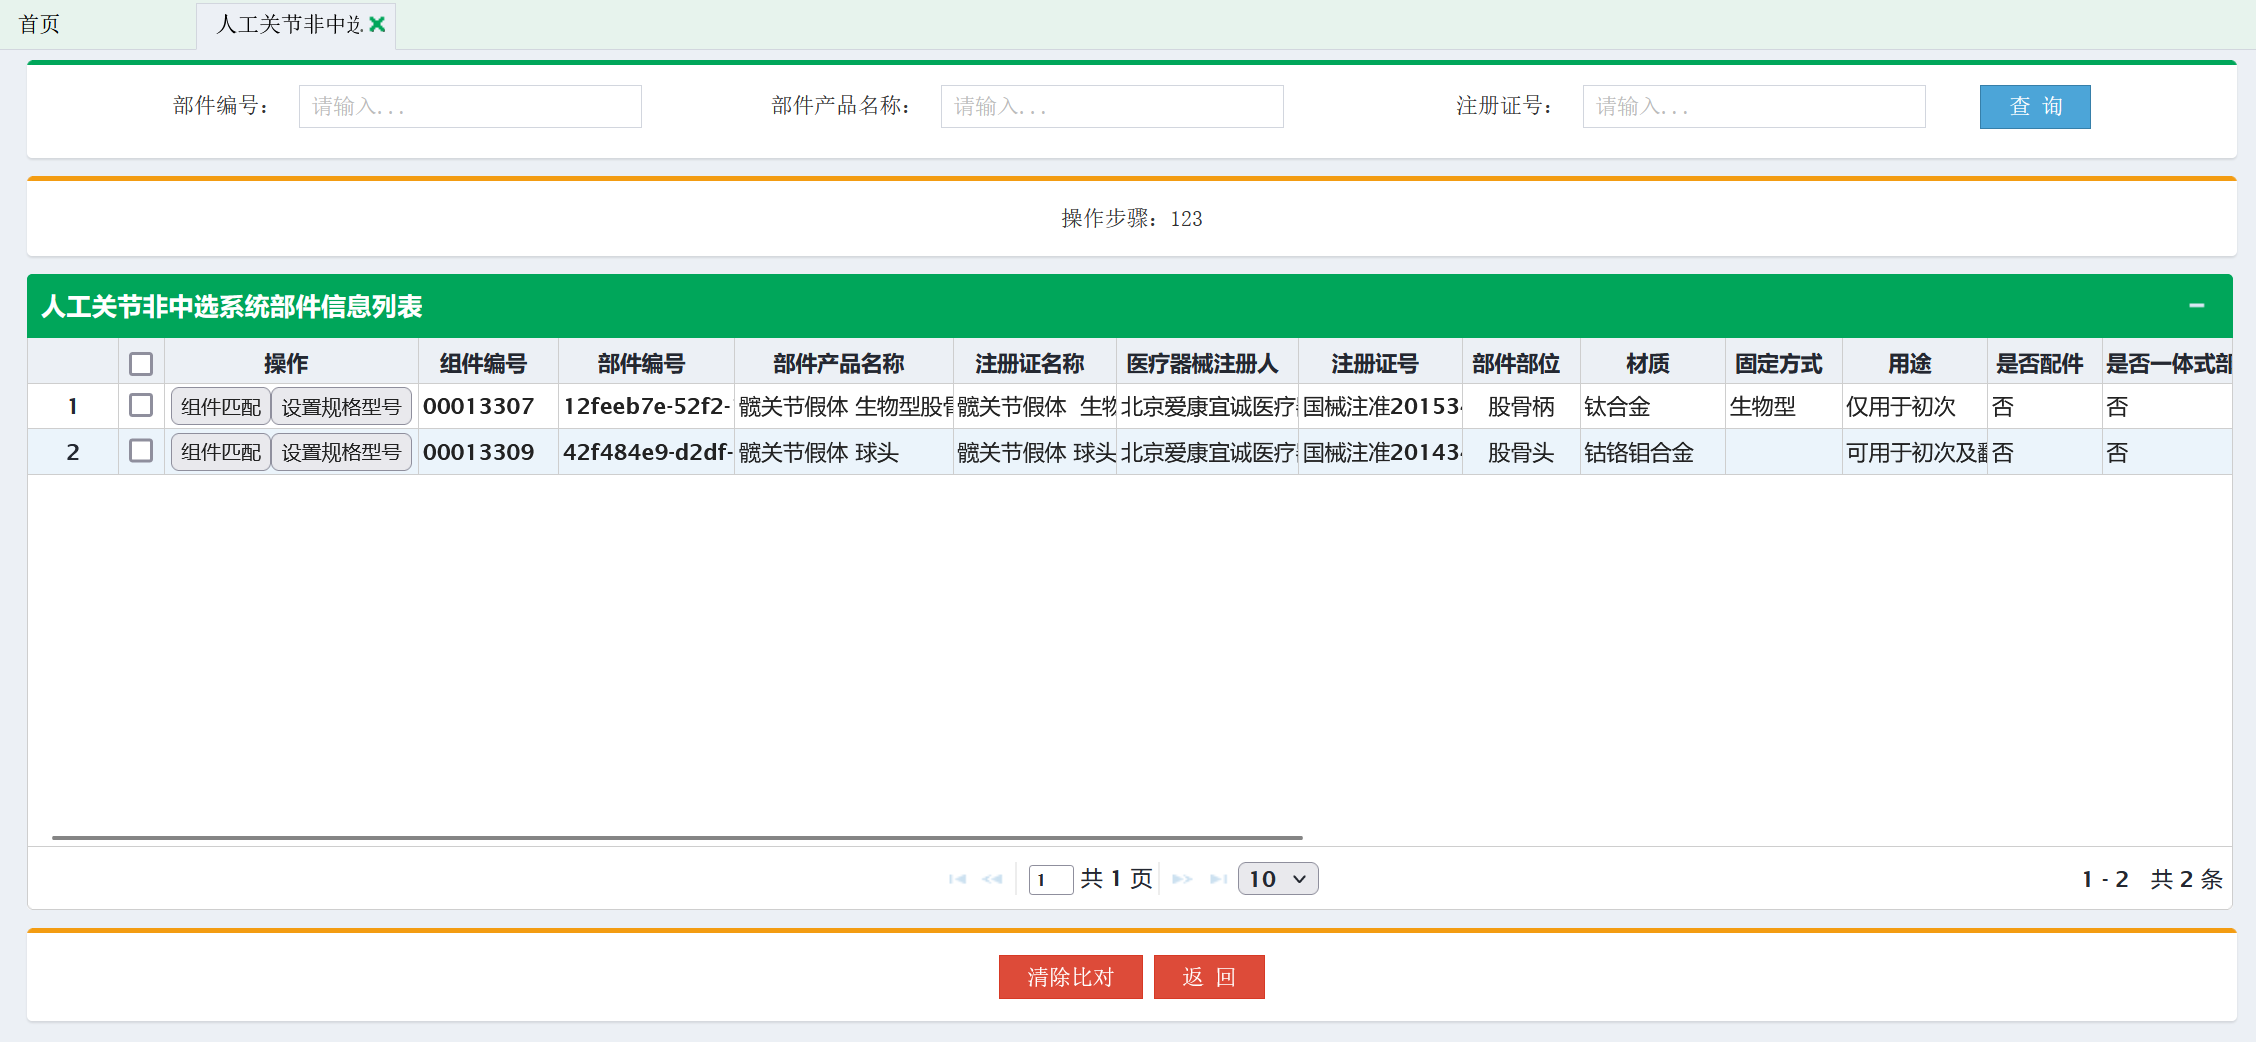 首页 人工关节非中选.
部件编号： 请输入... 部件产品名称： 请输入... 注册证号： 请输入... 查 询
操作步骤：123
人工关节非中选系统部件信息列表
操作 组件编号 部件编号 部件产品名称 注册证名称 医疗器械注册人 注册证号 部件部位 材质 固定方式 用途 是否配件 是否一体式部
1 组件匹配 设置规格型号 00013307 12feeb7e-52f2- 髋关节假体 生物型股骨 髋关节假体 生物 北京爱康宜诚医疗 国械注准20153 股骨柄 钛合金 生物型 仅用于初次 否 否
2 组件匹配 设置规格型号 00013309 42f484e9-d2df- 髋关节假体 球头 髋关节假体 球头 北京爱康宜诚医疗 国械注准20143 股骨头 钴铬钼合金 可用于初次及翻 否 否
1 共 1 页 10 1 - 2 共 2 条
清除比对 返 回